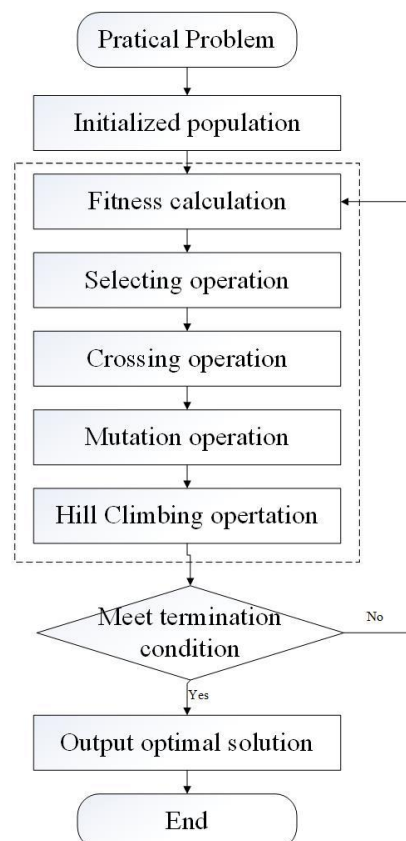 Pratical Problem
Initialized population
Fitness calculation
Selecting operation
Crossing operation
Mutation operation
Hill Climbing opertation
Meet termination
condition
No
Yes
Output optimal solution
End